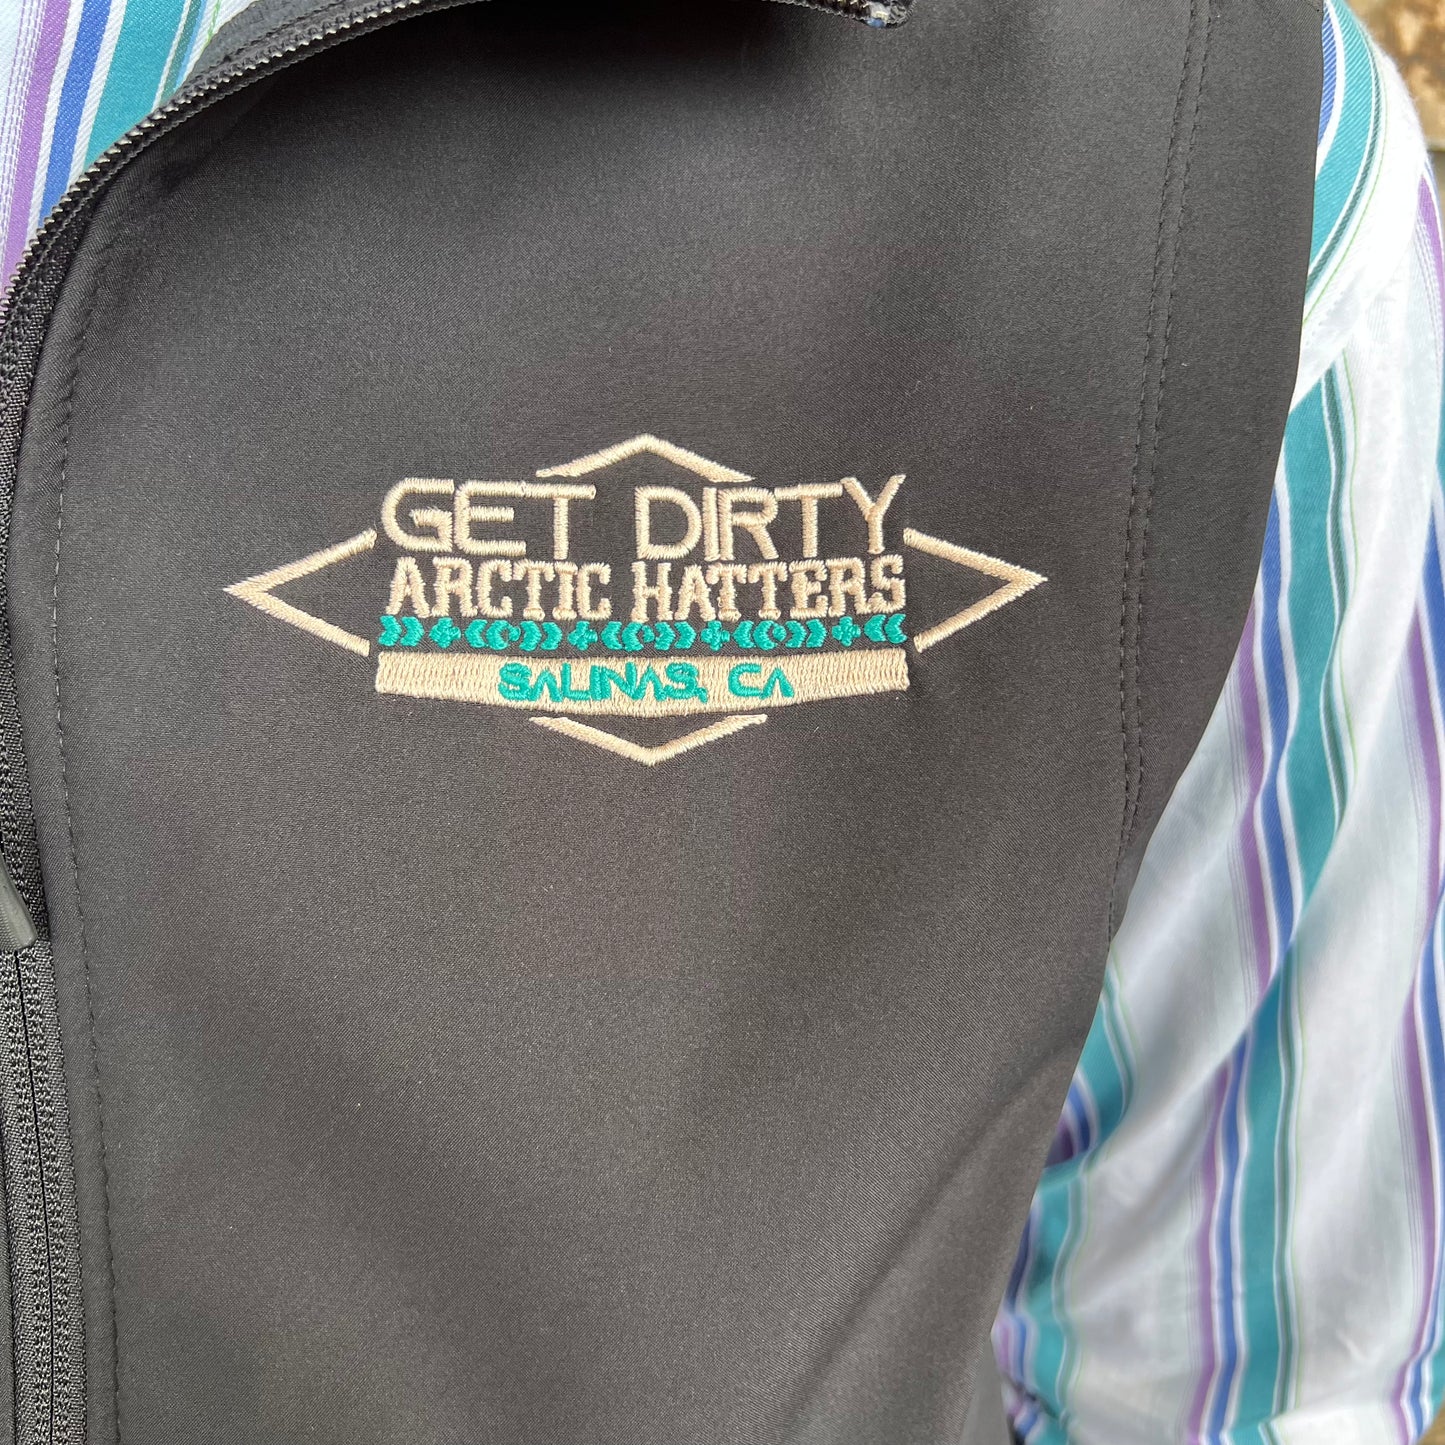 GET DIRTY
ARCTIC HATTERS
SALINAS, CA